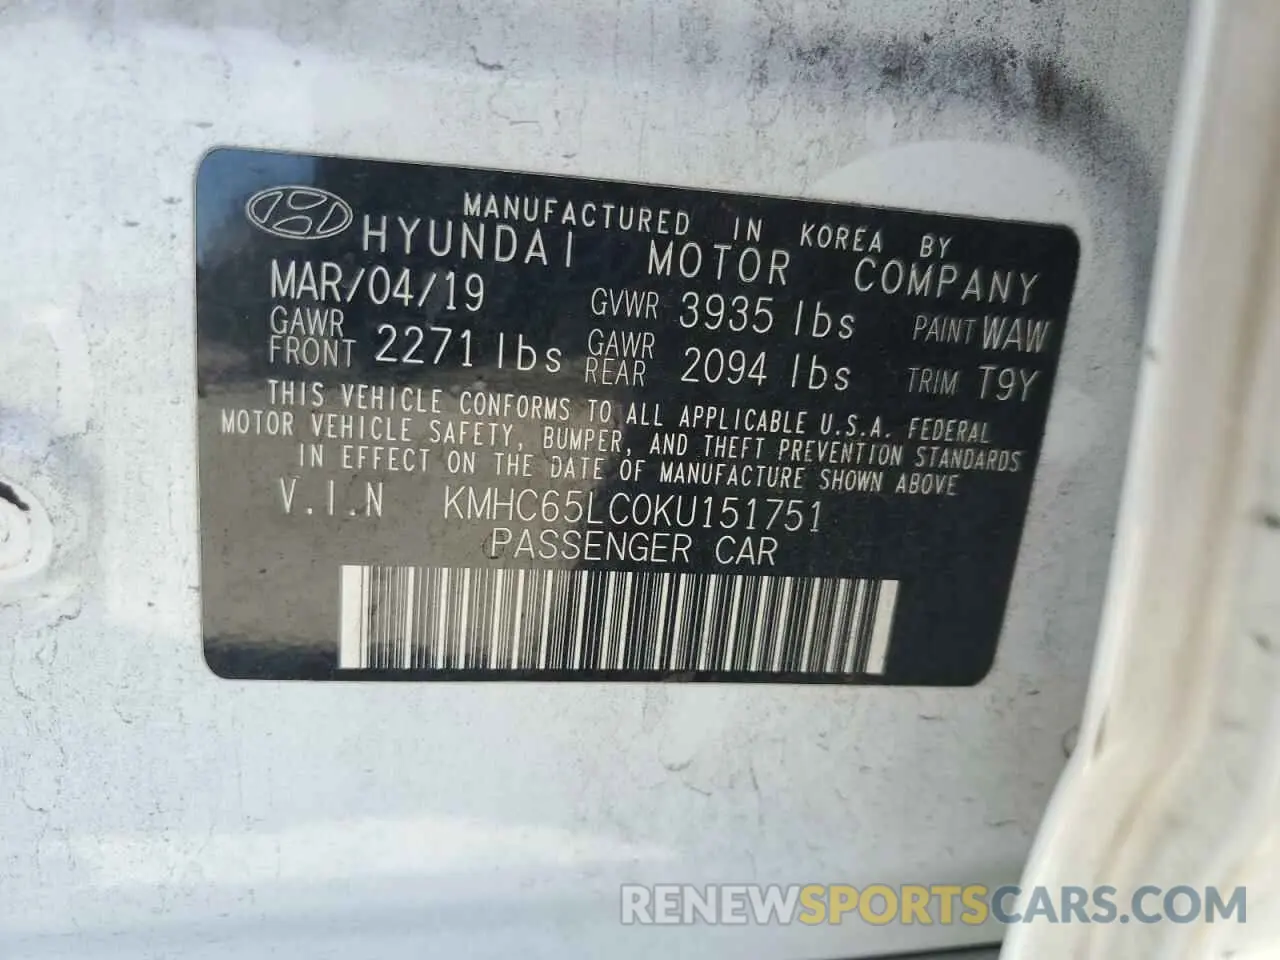 MANUFACTURED IN KOREA BY
HYUNDAI MOTOR COMPANY
MAR/04/19 GVWR 3935 lbs PAINT WAW
GAWR FRONT 2271 lbs GAWR REAR 2094 lbs TRIM T9Y
THIS VEHICLE CONFORMS TO ALL APPLICABLE U.S.A. FEDERAL
MOTOR VEHICLE SAFETY, BUMPER, AND THEFT PREVENTION STANDARDS
IN EFFECT ON THE DATE OF MANUFACTURE SHOWN ABOVE
V.I.N KMHC65LC0KU151751
PASSENGER CAR
RENEWSPORTSCARS.COM